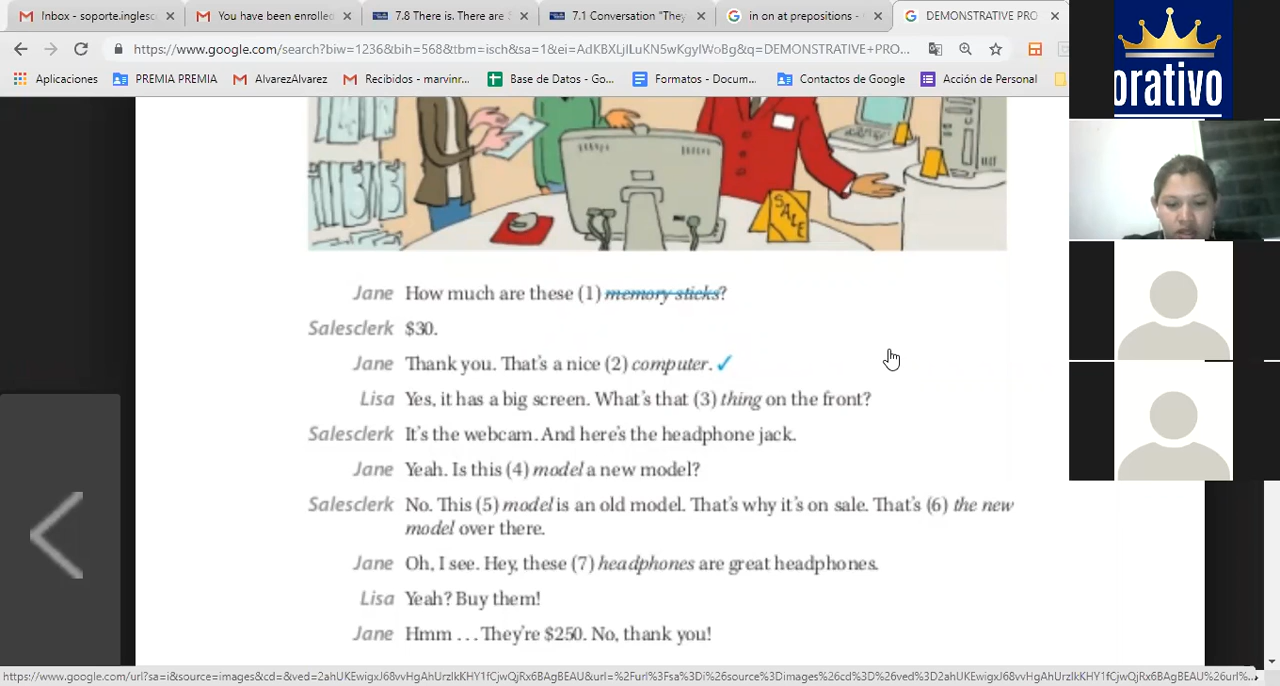 Inbox - soporte.inglesc
You have been enrolled
7.8 There is. There are
7.1 Conversation "They
in on at prepositions -
DEMONSTRATIVE PRO
https://www.google.com/search?biw=1236&bih=568&tbm=isch&sa=1&ei=AdKBXLjILuKN5wKgyIWoBg&q=DEMONSTRATIVE+PRO...
Aplicaciones
PREMIA PREMIA
AlvarezAlvarez
Recibidos - marvinr...
Base de Datos - Go...
Formatos - Docum...
Contactos de Google
Acción de Personal
orativo
SALE
Jane How much are these (1) memory sticks?
Salesclerk $30.
Jane Thank you. That's a nice (2) computer. ✓
Lisa Yes, it has a big screen. What's that (3) thing on the front?
Salesclerk It's the webcam. And here's the headphone jack.
Jane Yeah. Is this (4) model a new model?
Salesclerk No. This (5) model is an old model. That's why it's on sale. That's (6) the new
model over there.
Jane Oh, I see. Hey, these (7) headphones are great headphones.
Lisa Yeah? Buy them!
Jane Hmm . . . They're $250. No, thank you!